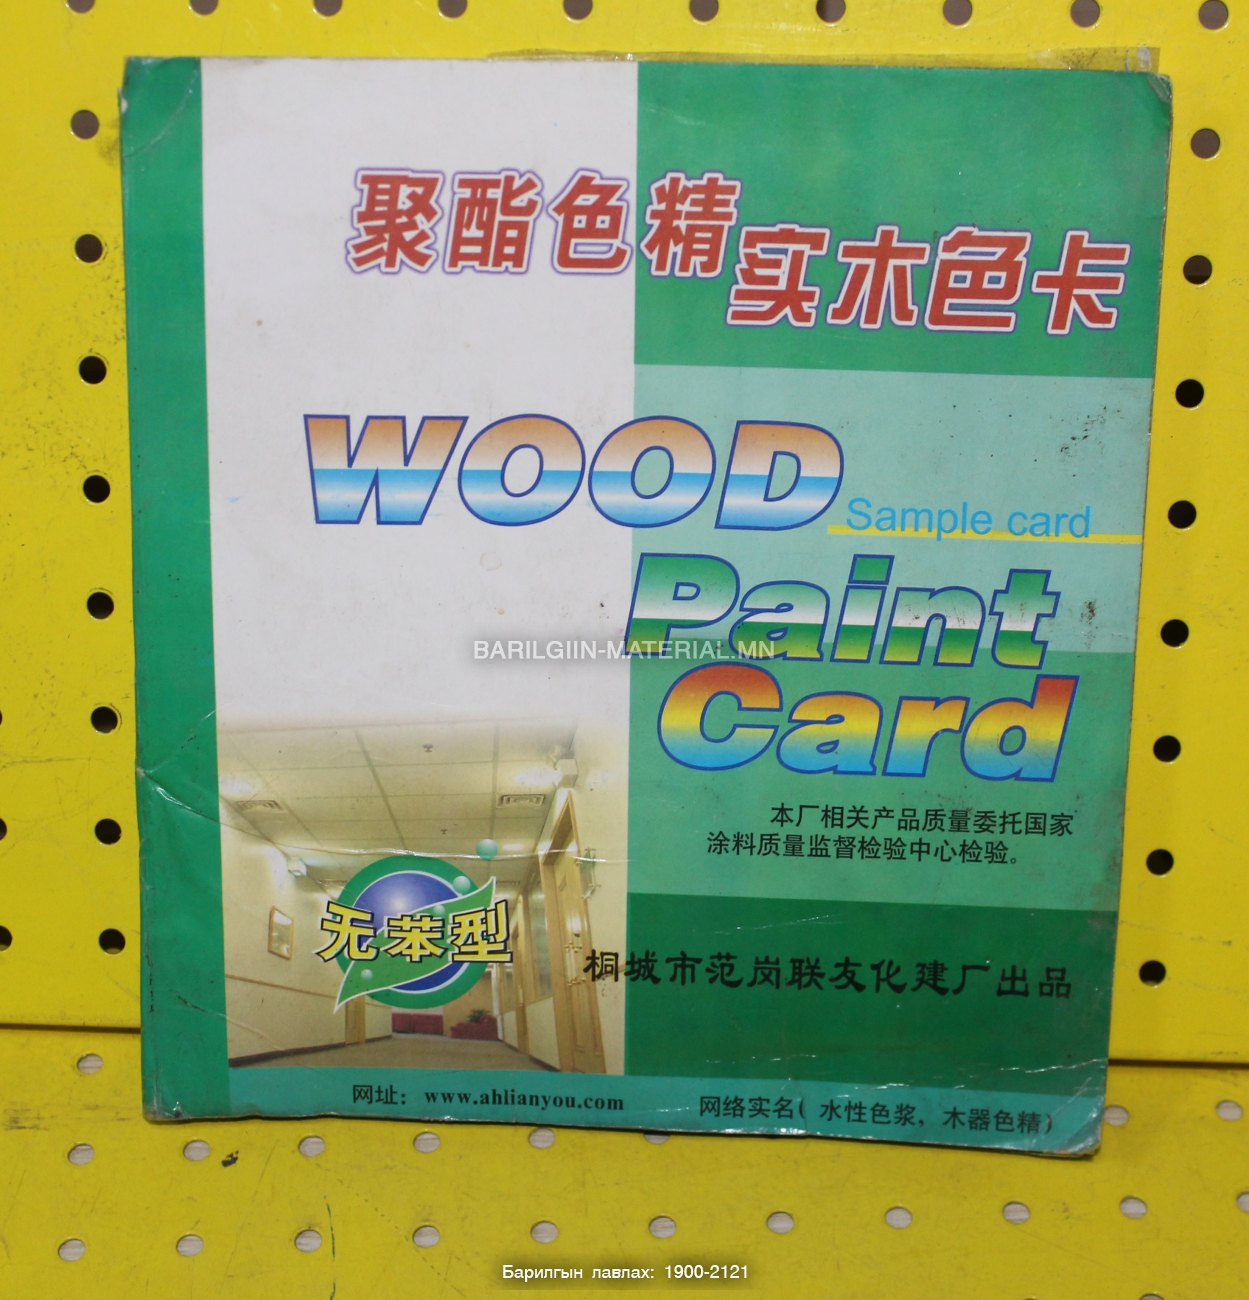 聚酯色精
实木色卡
WOOD
Sample card
Paint
BARILGIIN-MATERIAL.MN
Card
本厂相关产品质量委托国家
涂料质量监督检验中心检验。
无苯型
桐城市范岗联友化建厂出品
网址：www.ahlianyou.com
网络实名( 水性色浆，木器色精)
Барилгын лавлах: 1900-2121